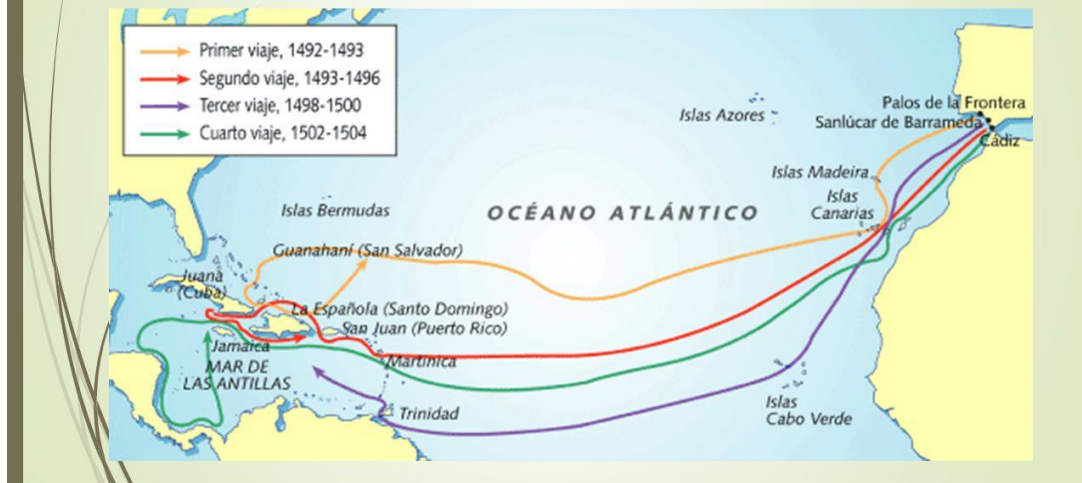 Primer viaje, 1492-1493
Segundo viaje, 1493-1496
Tercer viaje, 1498-1500
Cuarto viaje, 1502-1504
Palos de la Frontera
Islas Azores
Sanlúcar de Barrameda
Cádiz
Islas Madeira
Islas
Canarias
Islas Bermudas
OCÉANO ATLÁNTICO
Guanahaní (San Salvador)
Juana
(Cuba)
La Española (Santo Domingo)
San Juan (Puerto Rico)
Jamaica
Martinica
MAR DE
LAS ANTILLAS
Trinidad
Islas
Cabo Verde